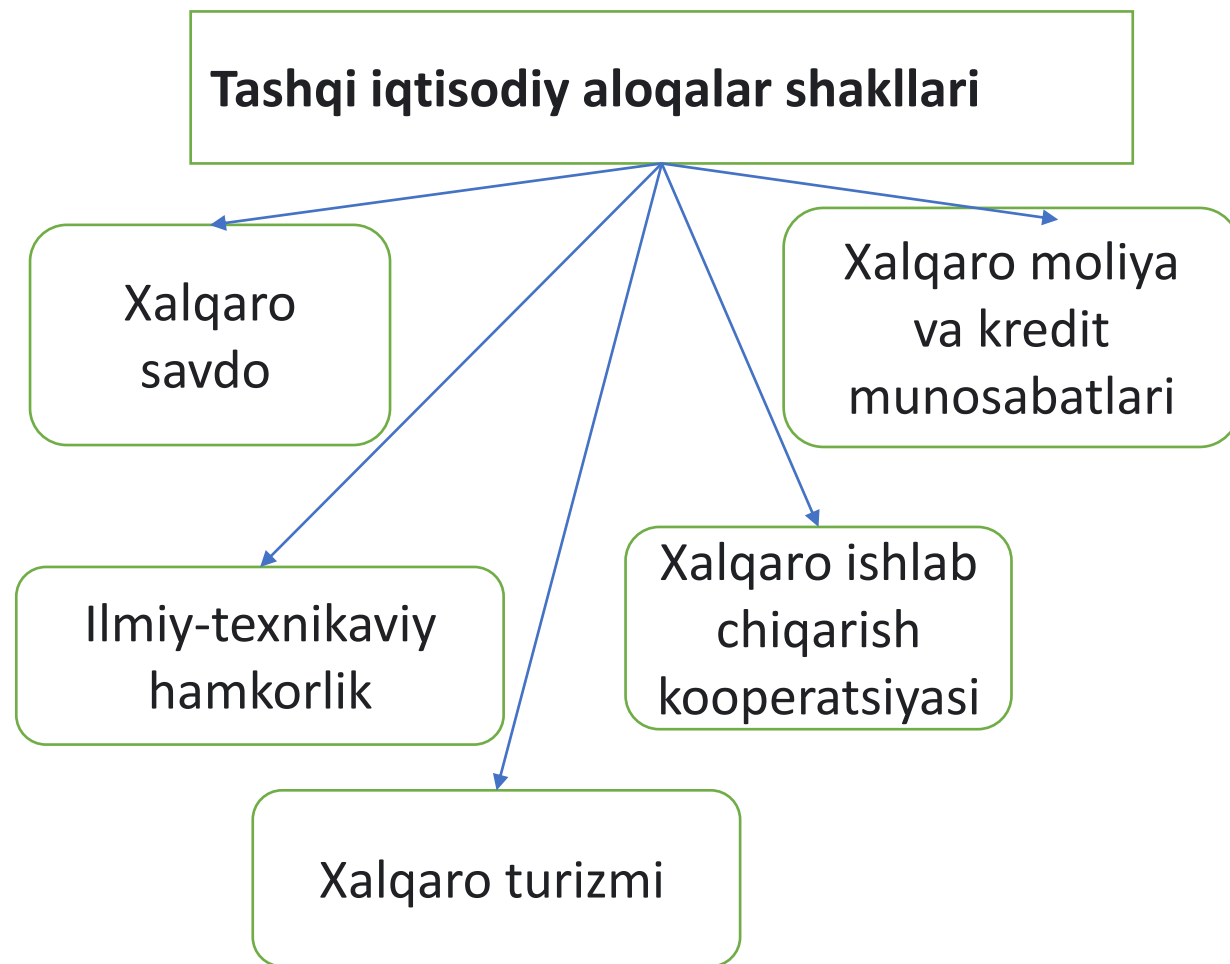 Tashqi iqtisodiy aloqalar shakllari
Xalqaro
savdo
Xalqaro moliya
va kredit
munosabatlari
Ilmiy-texnikaviy
hamkorlik
Xalqaro ishlab
chiqarish
kooperatsiyasi
Xalqaro turizmi